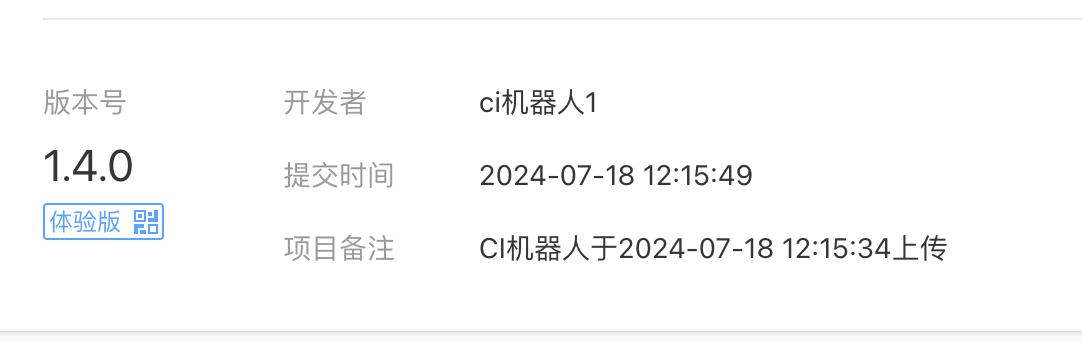 版本号
1.4.0
体验版
开发者 ci机器人1
提交时间 2024-07-18 12:15:49
项目备注 CI机器人于2024-07-18 12:15:34上传